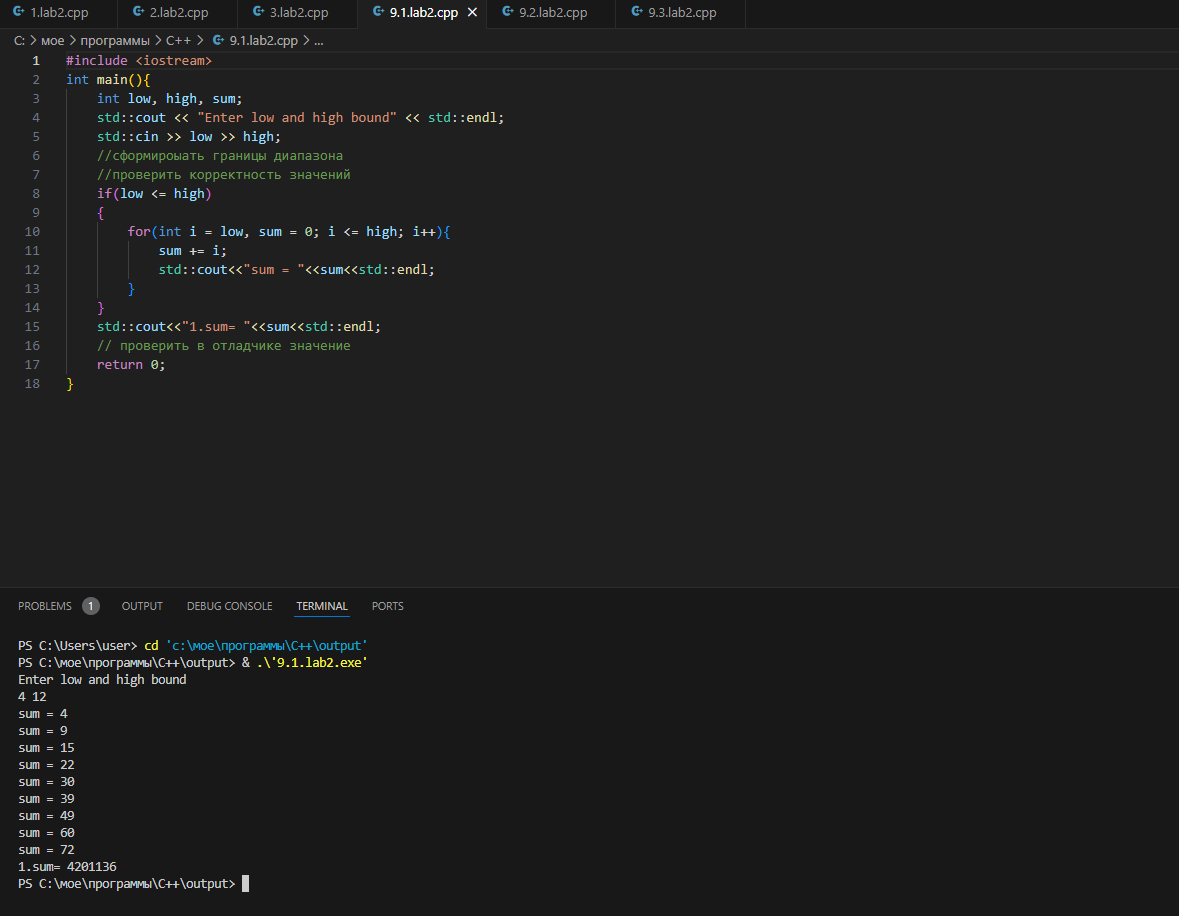 1.lab2.cpp 2.lab2.cpp 3.lab2.cpp 9.1.lab2.cpp 9.2.lab2.cpp 9.3.lab2.cpp
C: > мое > программы > C++ > 9.1.lab2.cpp > ...
1 #include <iostream>
2 int main(){
3 int low, high, sum;
4 std::cout << "Enter low and high bound" << std::endl;
5 std::cin >> low >> high;
6 //сформироыать границы диапазона
7 //проверить корректность значений
8 if(low <= high)
9 {
10 for(int i = low, sum = 0; i <= high; i++){
11 sum += i;
12 std::cout<<"sum = "<<sum<<std::endl;
13 }
14 }
15 std::cout<<"1.sum= "<<sum<<std::endl;
16 // проверить в отладчике значение
17 return 0;
18 }
PROBLEMS 1 OUTPUT DEBUG CONSOLE TERMINAL PORTS
PS C:\Users\user> cd 'c:\мое\программы\C++\output'
PS C:\мое\программы\C++\output> & .\'9.1.lab2.exe'
Enter low and high bound
4 12
sum = 4
sum = 9
sum = 15
sum = 22
sum = 30
sum = 39
sum = 49
sum = 60
sum = 72
1.sum= 4201136
PS C:\мое\программы\C++\output>